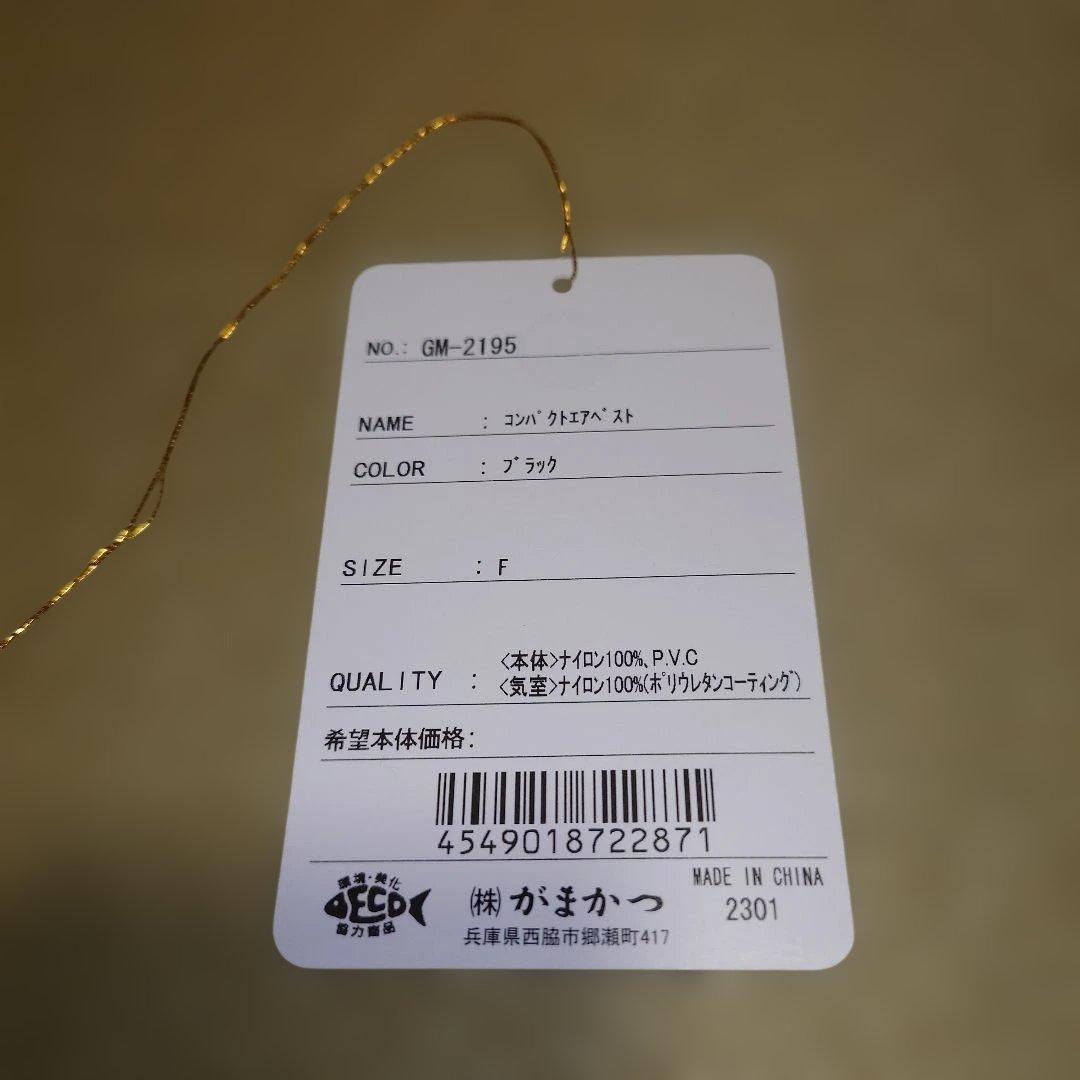 NO.: GM-2195
NAME : コンパクトエアベスト
COLOR : ブラック
SIZE : F
QUALITY : <本体>ナイロン100%、P.V.C
<気室>ナイロン100%(ポリウレタンコーティング)
希望本体価格:
4549018722871
環境・美化
ECO
協力商品
(株) がまかつ
兵庫県西脇市郷瀬町417
MADE IN CHINA
2301